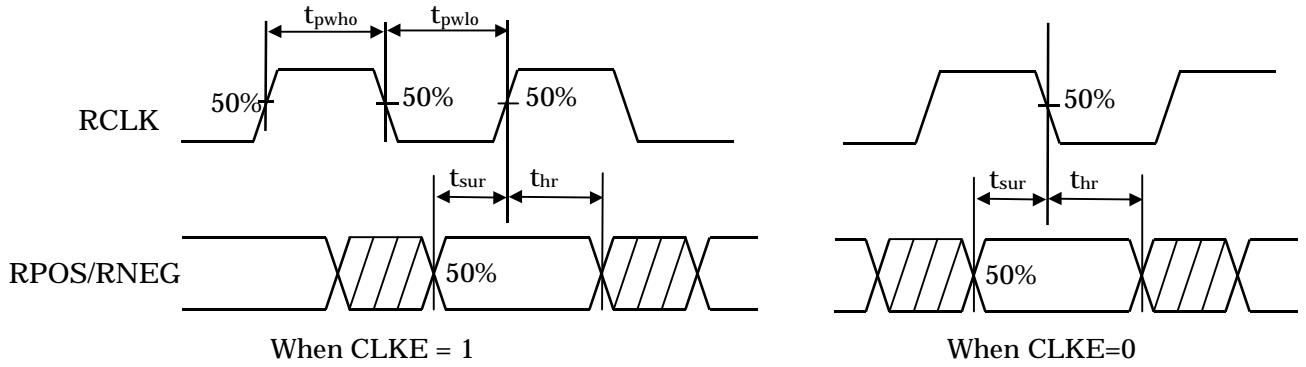 tpwho tpwlo
50% 50% 50% 50%
RCLK
tsur thr tsur thr
RPOS/RNEG 50% 50%
When CLKE = 1 When CLKE=0